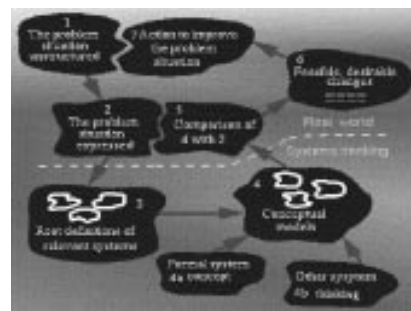 1
The problem
situation
unstructured
7 Action to improve
the problem
situation
6
Feasible, desirable
changes
2
The problem
situation
expressed
5
Comparison of
4 with 2
Real world
Systems thinking
3
Root definitions of
relevant systems
4
Conceptual
models
Formal system
4a concept
Other system
4b thinking